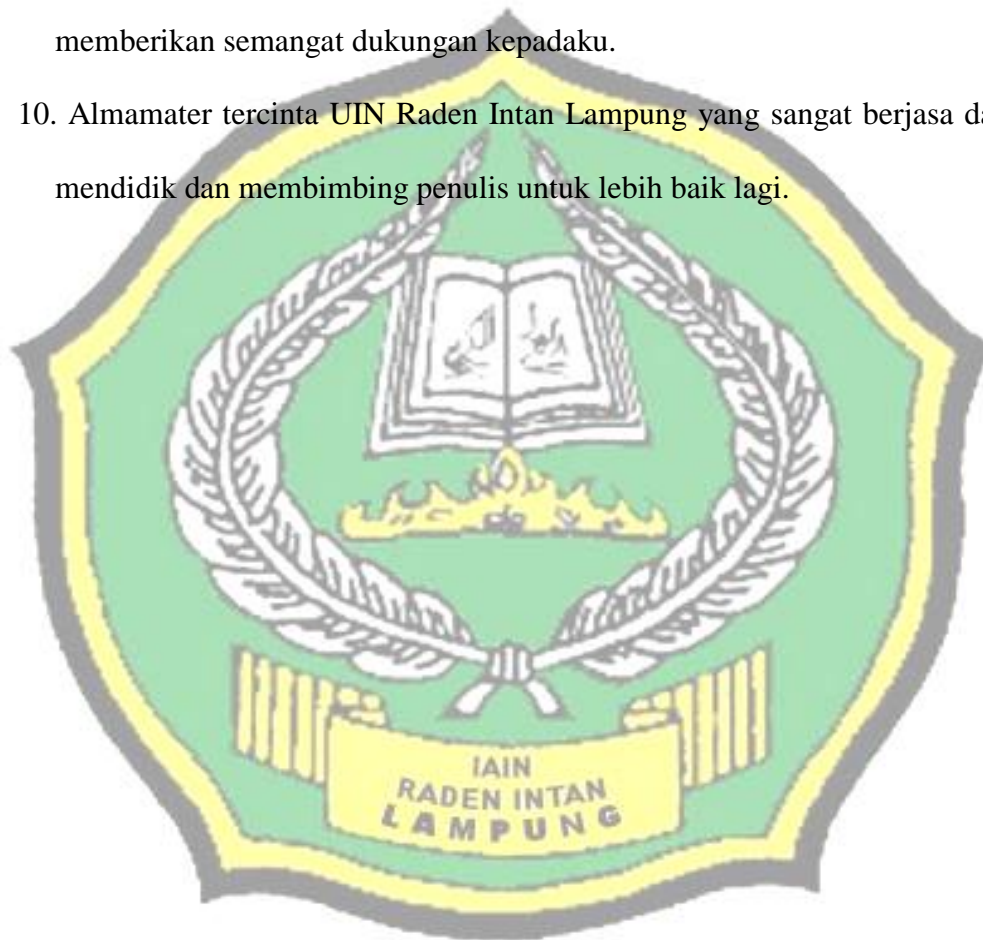 memberikan semangat dukungan kepadaku.
10. Almamater tercinta UIN Raden Intan Lampung yang sangat berjasa da
mendidik dan membimbing penulis untuk lebih baik lagi.
IAIN
RADEN INTAN
LAMPUNG